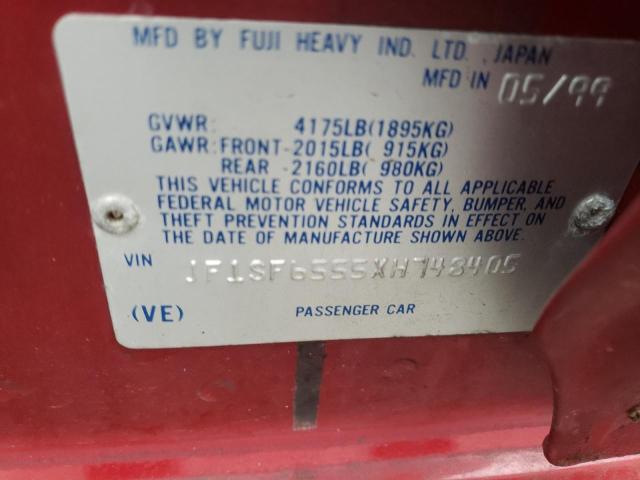 MFD BY FUJI HEAVY IND. LTD., JAPAN
MFD IN 05/99
GVWR: 4175LB(1895KG)
GAWR:FRONT-2015LB( 915KG)
REAR -2160LB( 980KG)
THIS VEHICLE CONFORMS TO ALL APPLICABLE
FEDERAL MOTOR VEHICLE SAFETY, BUMPER, AND
THEFT PREVENTION STANDARDS IN EFFECT ON
THE DATE OF MANUFACTURE SHOWN ABOVE.
VIN JF1SF6555XH748405
(VE) PASSENGER CAR